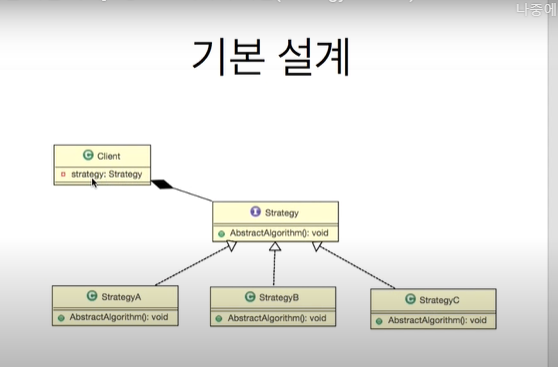 나중에
기본 설계
C Client
strategy: Strategy
I Strategy
AbstractAlgorithm(): void
C StrategyA
AbstractAlgorithm(): void
C StrategyB
AbstractAlgorithm(): void
C StrategyC
AbstractAlgorithm(): void